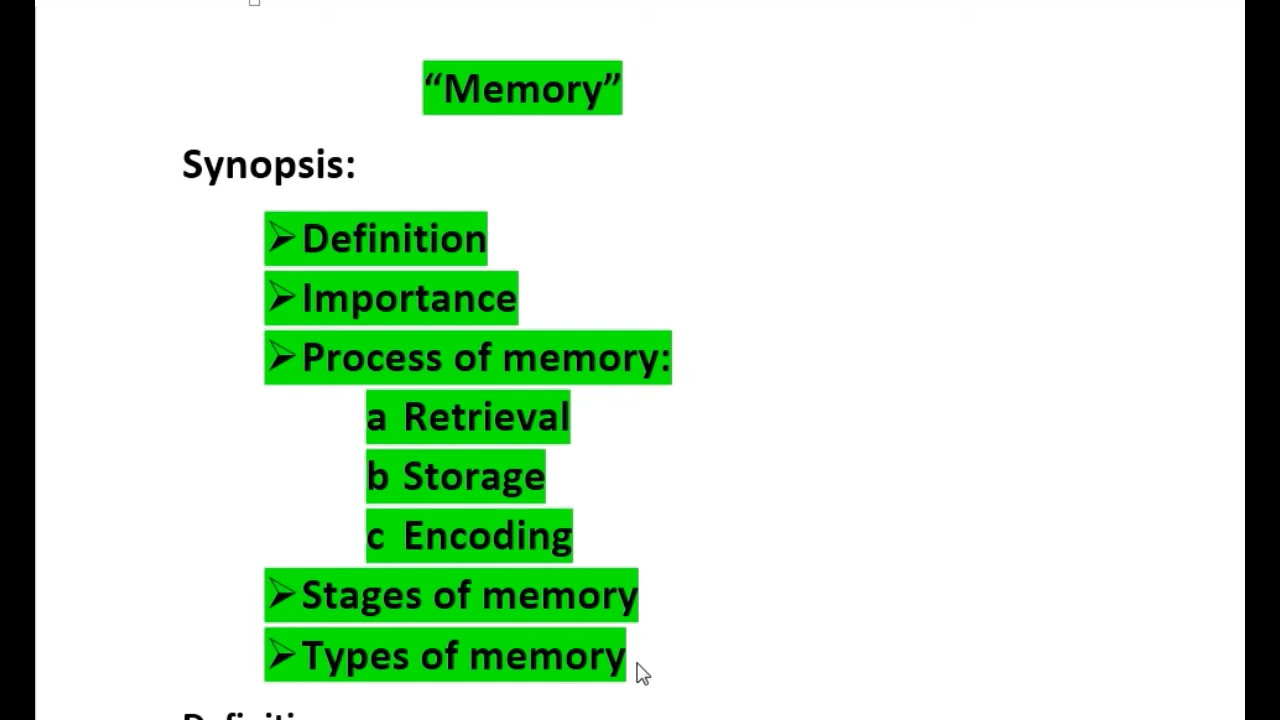 “Memory”
Synopsis:
➢ Definition
➢ Importance
➢ Process of memory:
a Retrieval
b Storage
c Encoding
➢ Stages of memory
➢ Types of memory